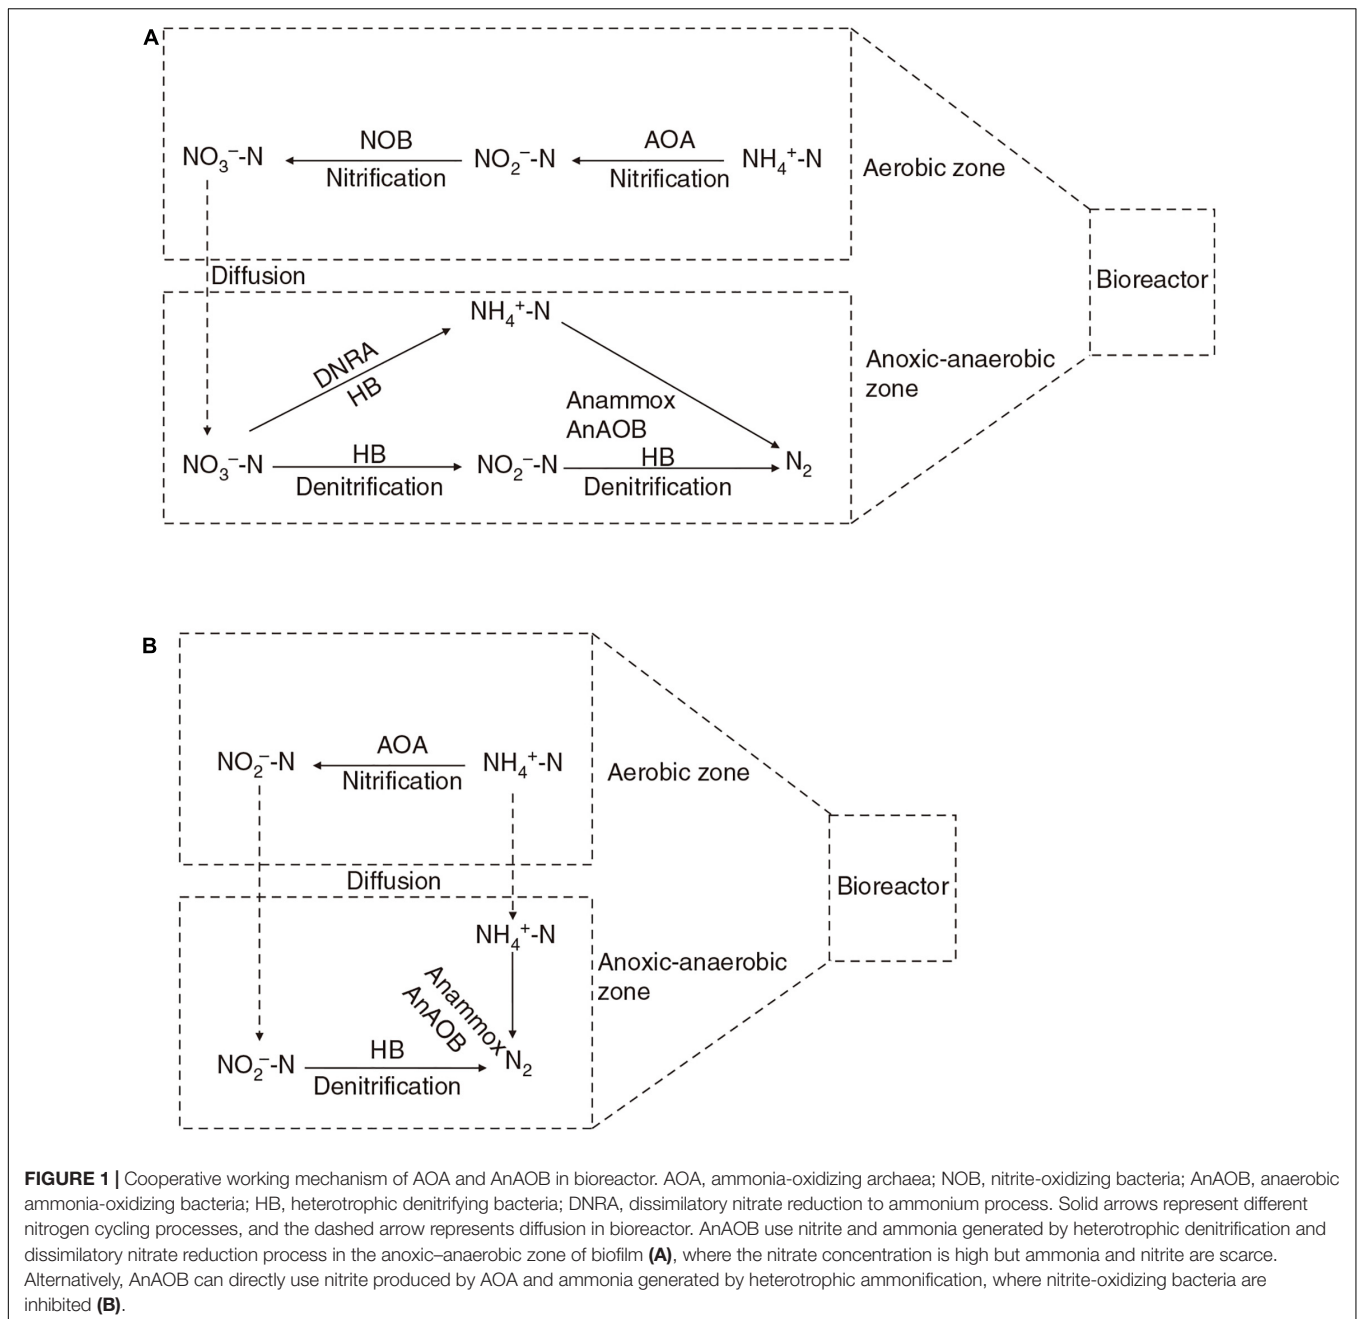 A
NOB
AOA
NO₃⁻-N
NO₂⁻-N
NH₄⁺-N
Nitrification
Nitrification
Aerobic zone
Diffusion
Bioreactor
NH₄⁺-N
DNRA
HB
Anoxic-anaerobic
zone
Anammox
AnAOB
NO₃⁻-N
HB
Denitrification
NO₂⁻-N
HB
Denitrification
N₂
B
NO₂⁻-N
AOA
Nitrification
NH₄⁺-N
Aerobic zone
Diffusion
Bioreactor
NH₄⁺-N
Anoxic-anaerobic
zone
Anammox
AnAOB
NO₂⁻-N
HB
Denitrification
N₂
FIGURE 1 | Cooperative working mechanism of AOA and AnAOB in bioreactor. AOA, ammonia-oxidizing archaea; NOB, nitrite-oxidizing bacteria; AnAOB, anaerobic
ammonia-oxidizing bacteria; HB, heterotrophic denitrifying bacteria; DNRA, dissimilatory nitrate reduction to ammonium process. Solid arrows represent different
nitrogen cycling processes, and the dashed arrow represents diffusion in bioreactor. AnAOB use nitrite and ammonia generated by heterotrophic denitrification and
dissimilatory nitrate reduction process in the anoxic–anaerobic zone of biofilm (A), where the nitrate concentration is high but ammonia and nitrite are scarce.
Alternatively, AnAOB can directly use nitrite produced by AOA and ammonia generated by heterotrophic ammonification, where nitrite-oxidizing bacteria are
inhibited (B).